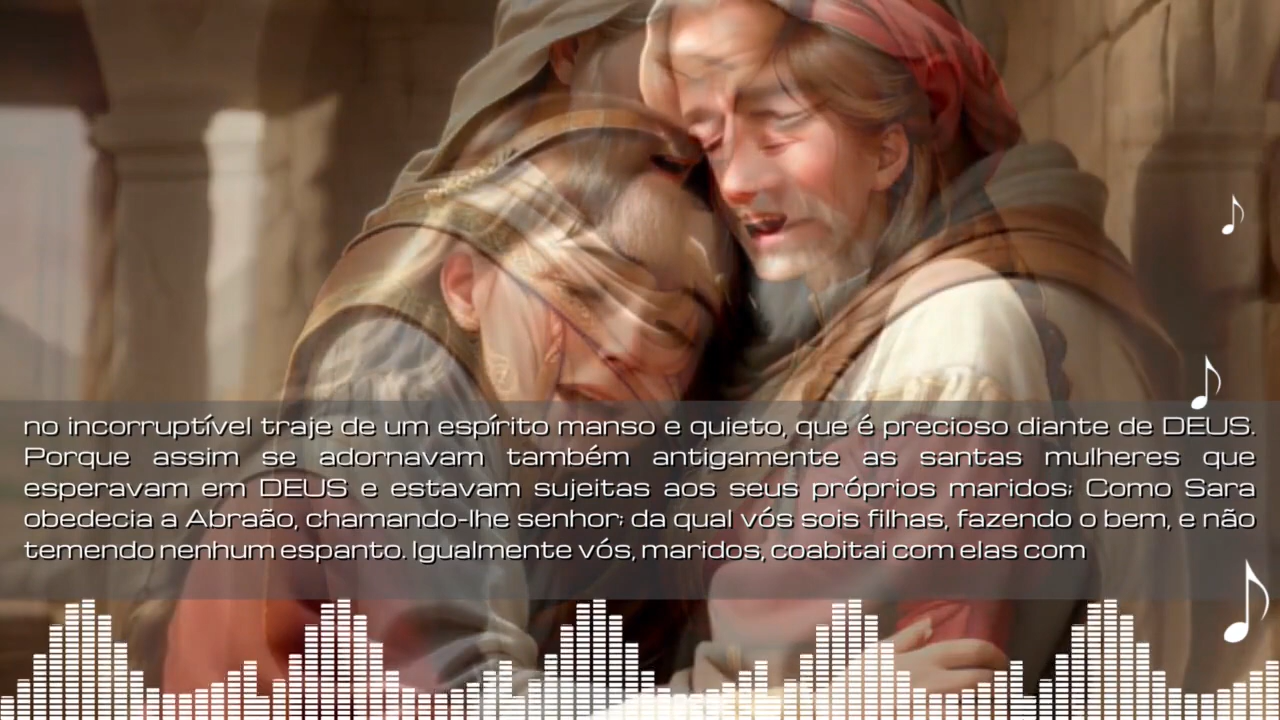 no incorruptível traje de um espírito manso e quieto, que é precioso diante de DEUS.
Porque assim se adornavam também antigamente as santas mulheres que
esperavam em DEUS e estavam sujeitas aos seus próprios maridos; Como Sara
obedecia a Abraão, chamando-lhe senhor; da qual vós sois filhas, fazendo o bem, e não
temendo nenhum espanto. Igualmente vós, maridos, coabitai com elas com